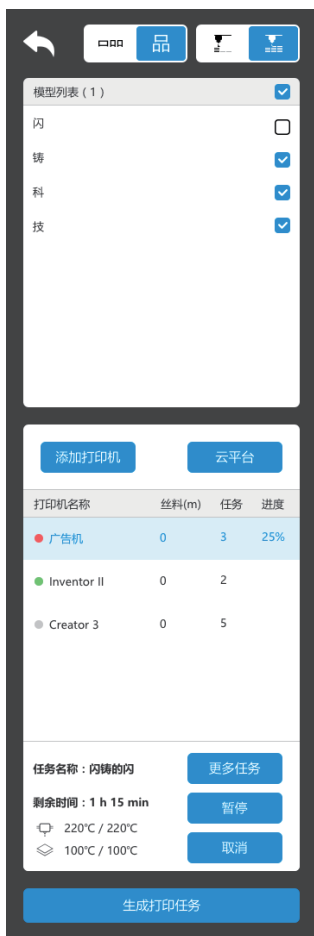 模型列表 ( 1 )
闪
铸
科
技
添加打印机 云平台
打印机名称 丝料(m) 任务 进度
广告机 0 3 25%
Inventor II 0 2
Creator 3 0 5
任务名称：闪铸的闪 更多任务
剩余时间：1 h 15 min 暂停
220℃ / 220℃
100℃ / 100℃ 取消
生成打印任务